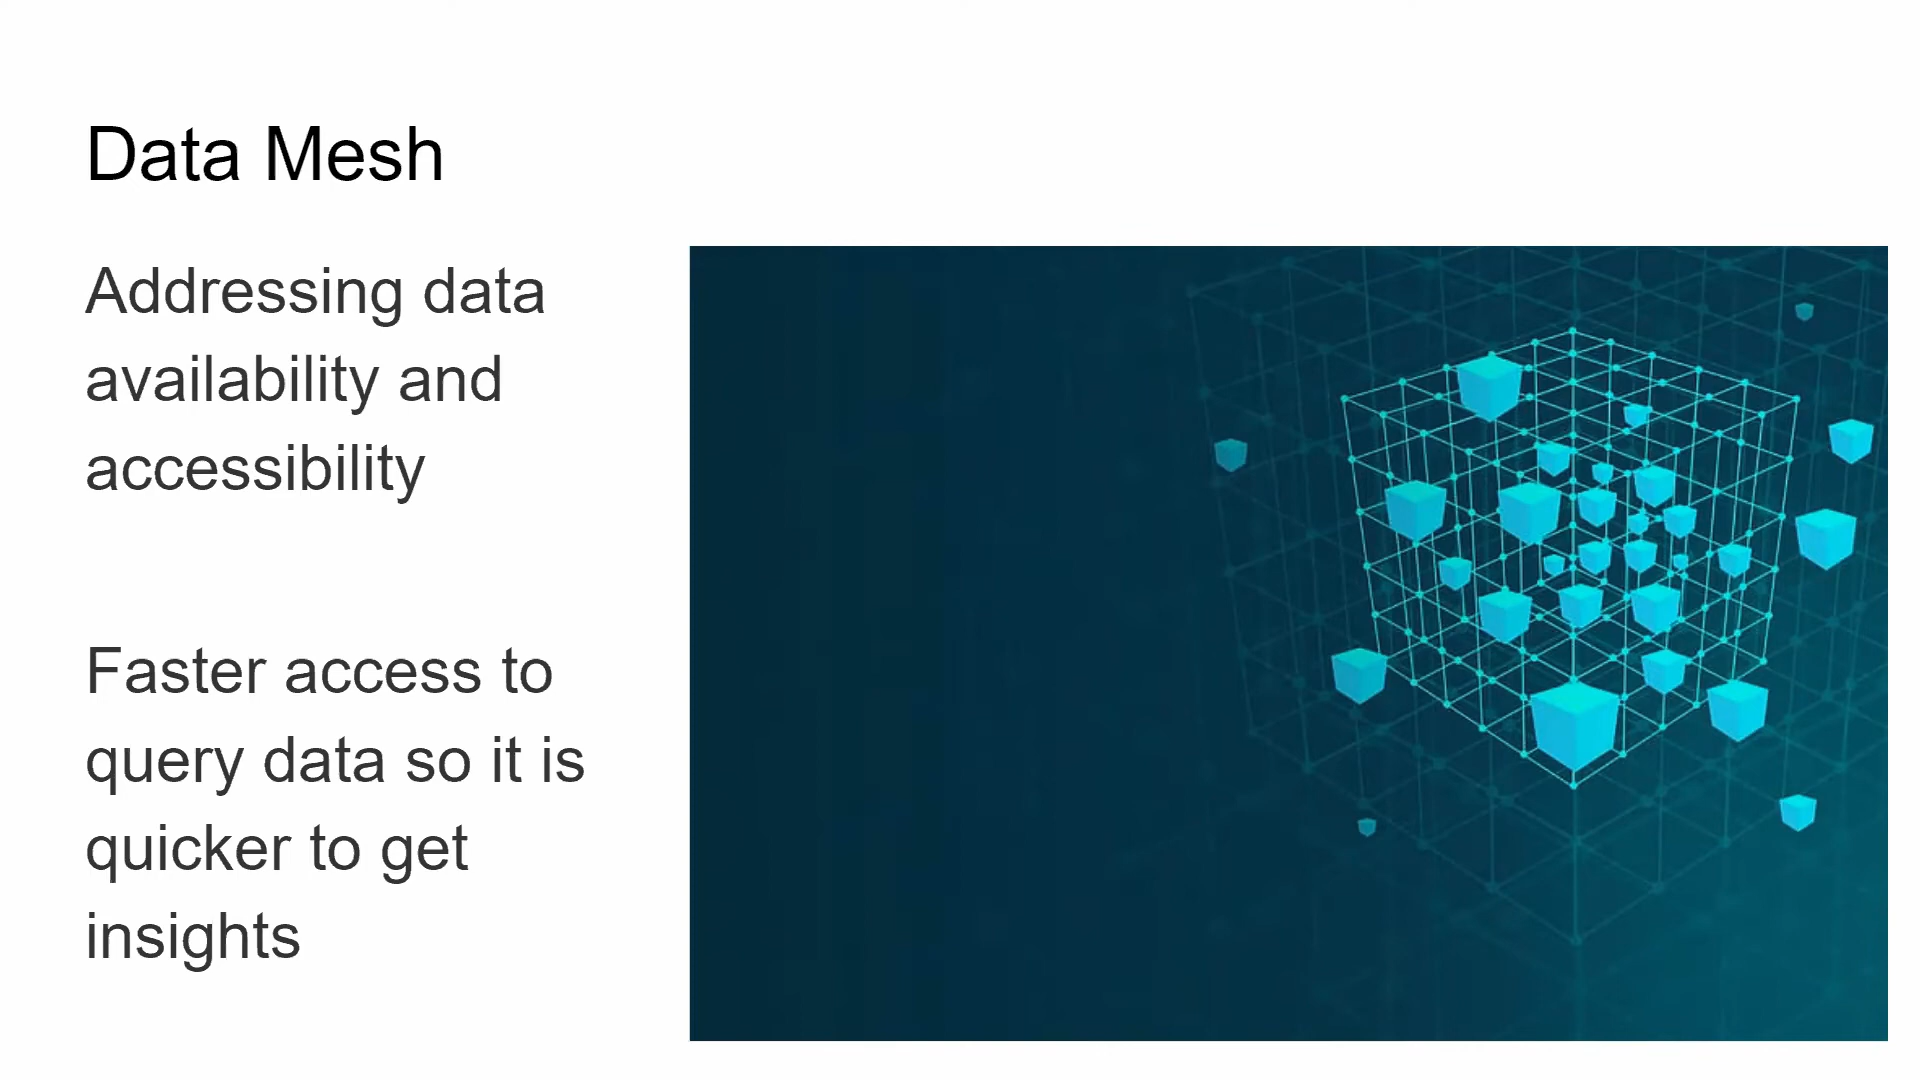 Data Mesh
Addressing data
availability and
accessibility
Faster access to
query data so it is
quicker to get
insights